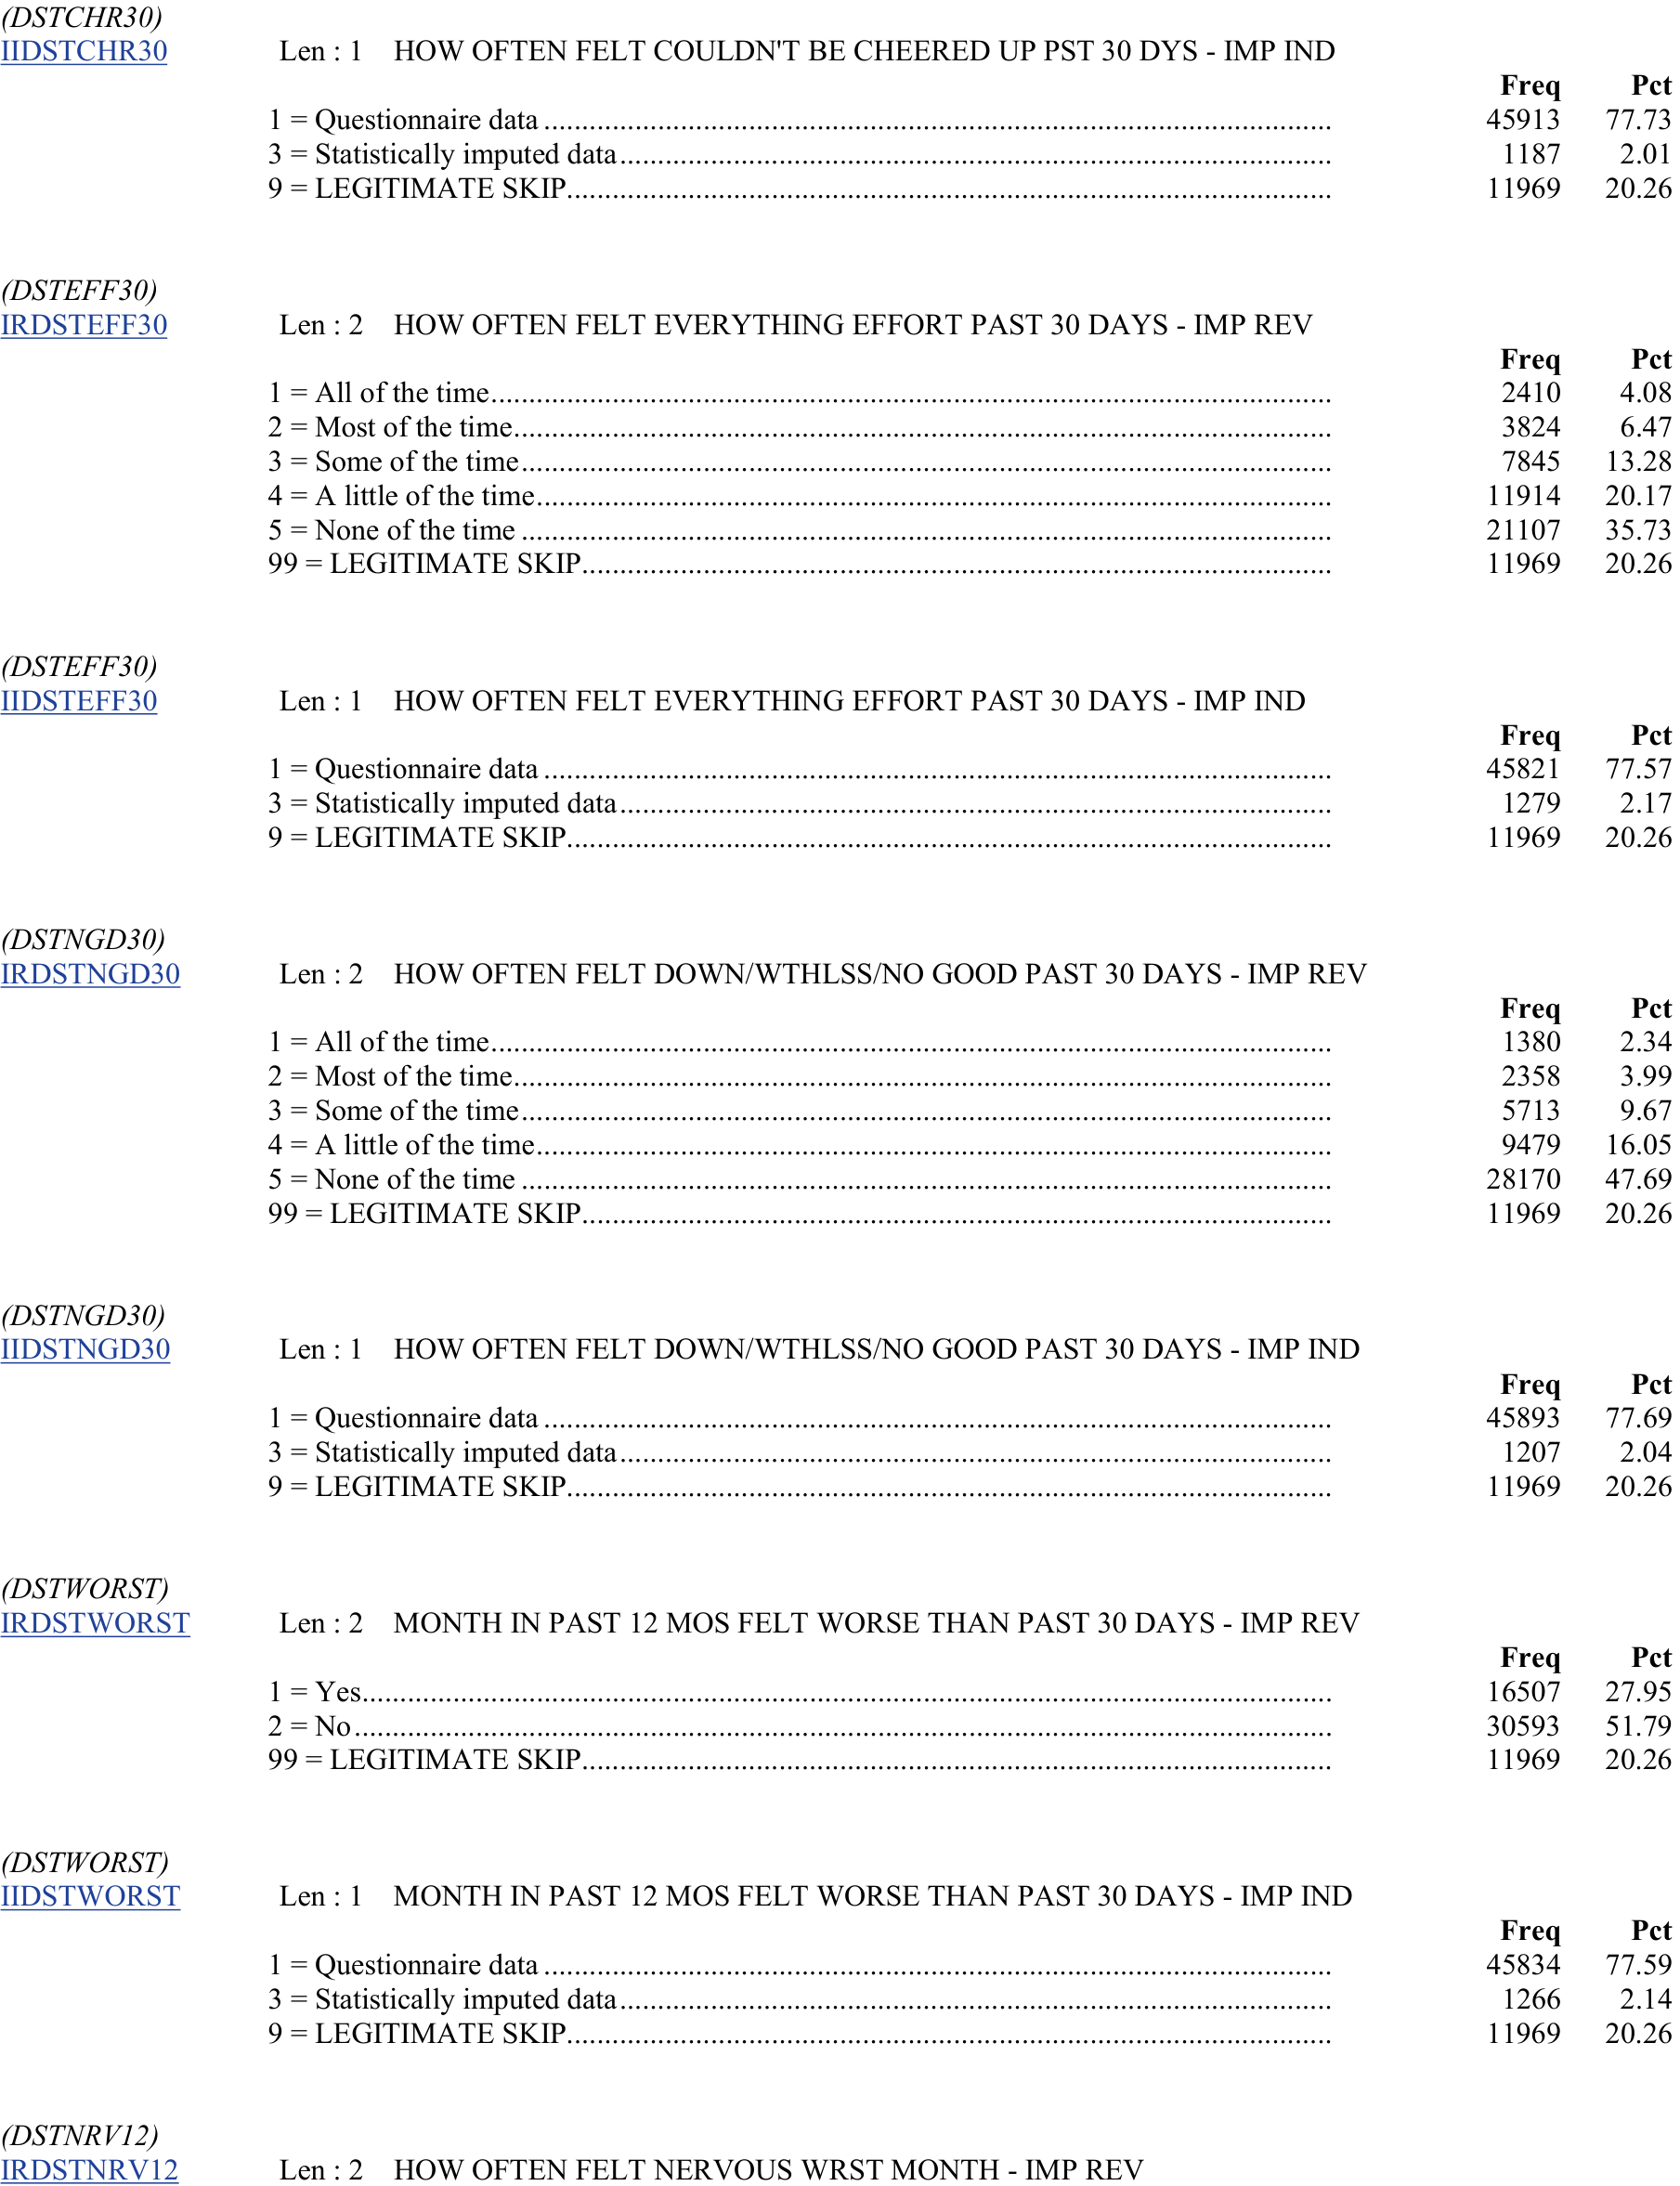 (DSTCHR30)
IIDSTCHR30 Len : 1 HOW OFTEN FELT COULDN'T BE CHEERED UP PST 30 DYS - IMP IND
Freq Pct
1 = Questionnaire data ........ 45913 77.73
3 = Statistically imputed data ........ 1187 2.01
9 = LEGITIMATE SKIP ........ 11969 20.26
(DSTEFF30)
IRDSTEFF30 Len : 2 HOW OFTEN FELT EVERYTHING EFFORT PAST 30 DAYS - IMP REV
Freq Pct
1 = All of the time ........ 2410 4.08
2 = Most of the time ........ 3824 6.47
3 = Some of the time ........ 7845 13.28
4 = A little of the time ........ 11914 20.17
5 = None of the time ........ 21107 35.73
99 = LEGITIMATE SKIP ........ 11969 20.26
(DSTEFF30)
IIDSTEFF30 Len : 1 HOW OFTEN FELT EVERYTHING EFFORT PAST 30 DAYS - IMP IND
Freq Pct
1 = Questionnaire data ........ 45821 77.57
3 = Statistically imputed data ........ 1279 2.17
9 = LEGITIMATE SKIP ........ 11969 20.26
(DSTNGD30)
IRDSTNGD30 Len : 2 HOW OFTEN FELT DOWN/WTHLSS/NO GOOD PAST 30 DAYS - IMP REV
Freq Pct
1 = All of the time ........ 1380 2.34
2 = Most of the time ........ 2358 3.99
3 = Some of the time ........ 5713 9.67
4 = A little of the time ........ 9479 16.05
5 = None of the time ........ 28170 47.69
99 = LEGITIMATE SKIP ........ 11969 20.26
(DSTNGD30)
IIDSTNGD30 Len : 1 HOW OFTEN FELT DOWN/WTHLSS/NO GOOD PAST 30 DAYS - IMP IND
Freq Pct
1 = Questionnaire data ........ 45893 77.69
3 = Statistically imputed data ........ 1207 2.04
9 = LEGITIMATE SKIP ........ 11969 20.26
(DSTWORST)
IRDSTWORST Len : 2 MONTH IN PAST 12 MOS FELT WORSE THAN PAST 30 DAYS - IMP REV
Freq Pct
1 = Yes ........ 16507 27.95
2 = No ........ 30593 51.79
99 = LEGITIMATE SKIP ........ 11969 20.26
(DSTWORST)
IIDSTWORST Len : 1 MONTH IN PAST 12 MOS FELT WORSE THAN PAST 30 DAYS - IMP IND
Freq Pct
1 = Questionnaire data ........ 45834 77.59
3 = Statistically imputed data ........ 1266 2.14
9 = LEGITIMATE SKIP ........ 11969 20.26
(DSTNRV12)
IRDSTNRV12 Len : 2 HOW OFTEN FELT NERVOUS WRST MONTH - IMP REV